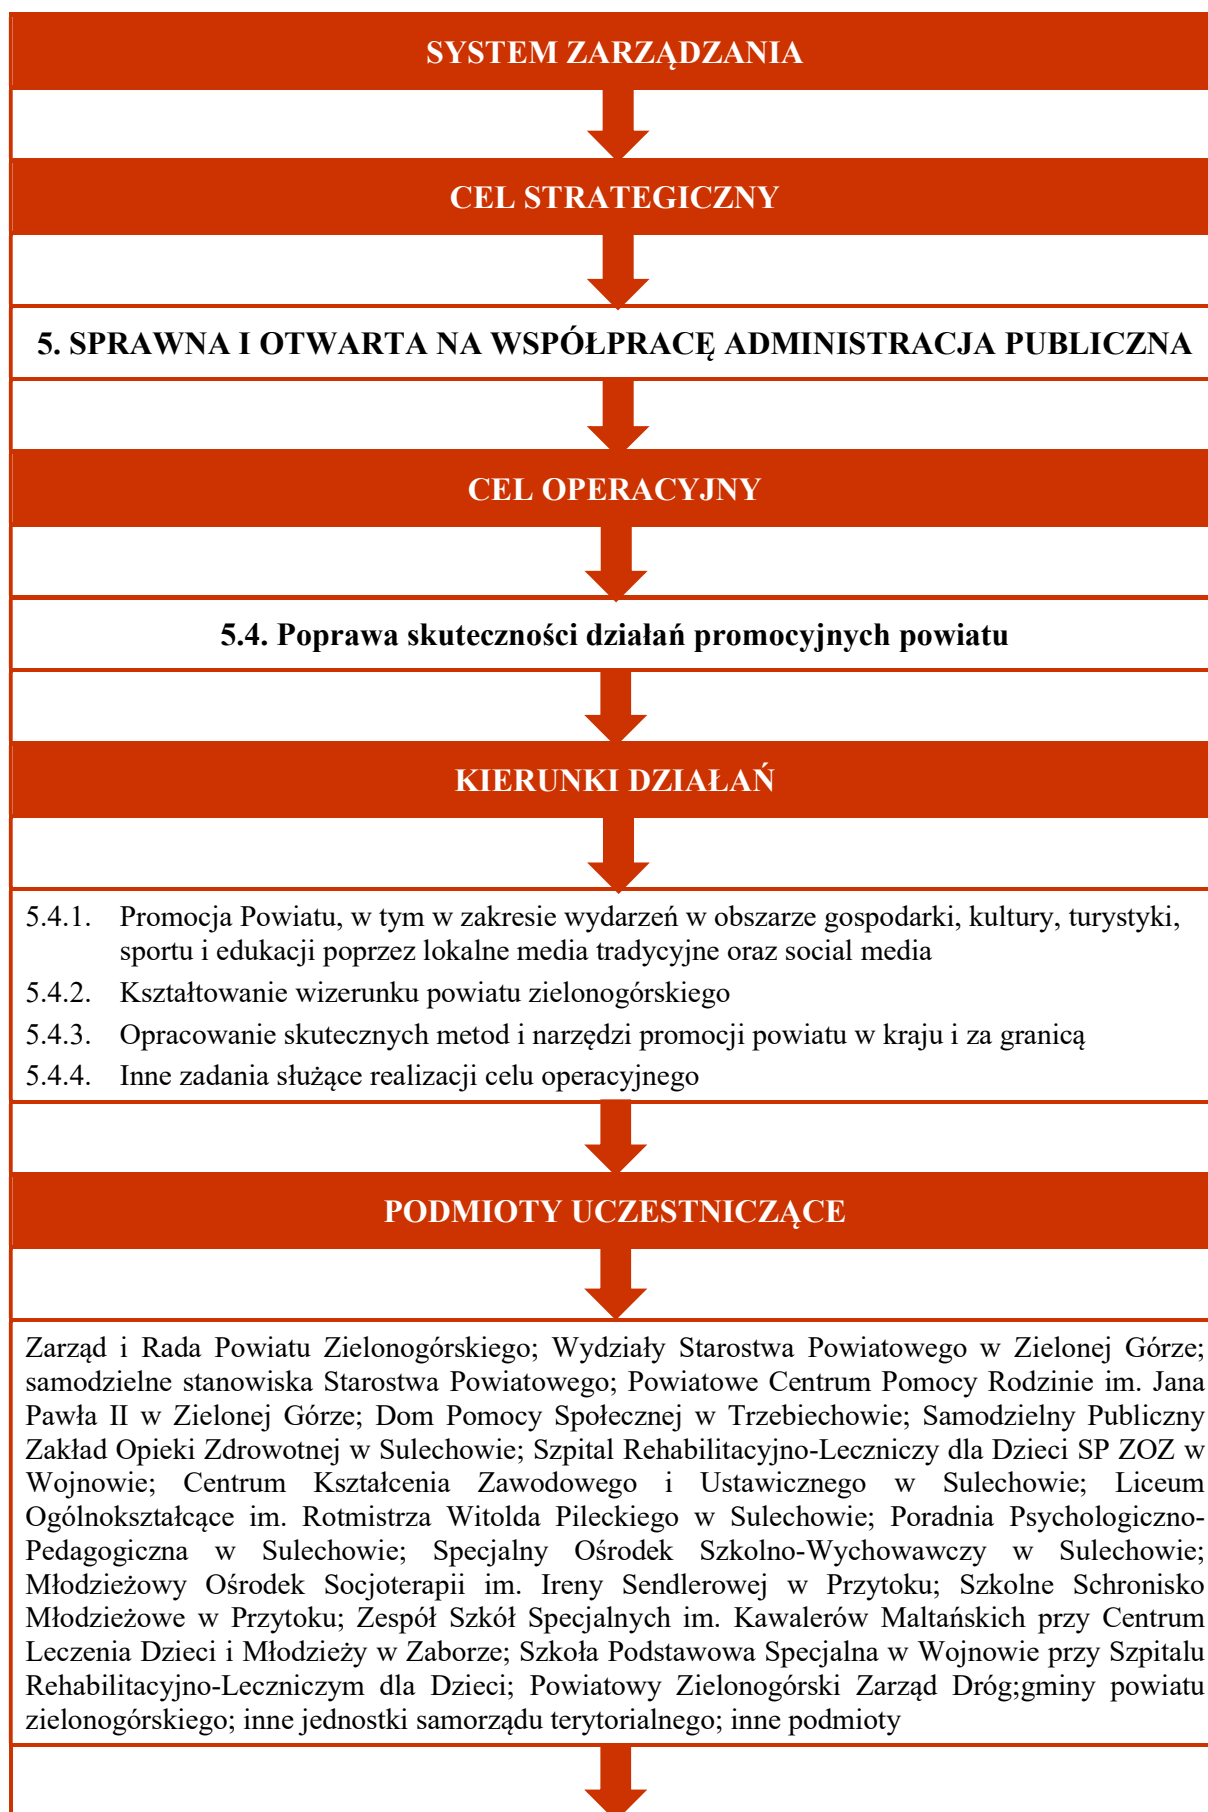 SYSTEM ZARZĄDZANIA
CEL STRATEGICZNY
5. SPRAWNA I OTWARTA NA WSPÓŁPRACĘ ADMINISTRACJA PUBLICZNA
CEL OPERACYJNY
5.4. Poprawa skuteczności działań promocyjnych powiatu
KIERUNKI DZIAŁAŃ
5.4.1. Promocja Powiatu, w tym w zakresie wydarzeń w obszarze gospodarki, kultury, turystyki,
sportu i edukacji poprzez lokalne media tradycyjne oraz social media
5.4.2. Kształtowanie wizerunku powiatu zielonogórskiego
5.4.3. Opracowanie skutecznych metod i narzędzi promocji powiatu w kraju i za granicą
5.4.4. Inne zadania służące realizacji celu operacyjnego
PODMIOTY UCZESTNICZĄCE
Zarząd i Rada Powiatu Zielonogórskiego; Wydziały Starostwa Powiatowego w Zielonej Górze;
samodzielne stanowiska Starostwa Powiatowego; Powiatowe Centrum Pomocy Rodzinie im. Jana
Pawła II w Zielonej Górze; Dom Pomocy Społecznej w Trzebiechowie; Samodzielny Publiczny
Zakład Opieki Zdrowotnej w Sulechowie; Szpital Rehabilitacyjno-Leczniczy dla Dzieci SP ZOZ w
Wojnowie; Centrum Kształcenia Zawodowego i Ustawicznego w Sulechowie; Liceum
Ogólnokształcące im. Rotmistrza Witolda Pileckiego w Sulechowie; Poradnia Psychologiczno-
Pedagogiczna w Sulechowie; Specjalny Ośrodek Szkolno-Wychowawczy w Sulechowie;
Młodzieżowy Ośrodek Socjoterapii im. Ireny Sendlerowej w Przytoku; Szkolne Schronisko
Młodzieżowe w Przytoku; Zespół Szkół Specjalnych im. Kawalerów Maltańskich przy Centrum
Leczenia Dzieci i Młodzieży w Zaborze; Szkoła Podstawowa Specjalna w Wojnowie przy Szpitalu
Rehabilitacyjno-Leczniczym dla Dzieci; Powiatowy Zielonogórski Zarząd Dróg;gminy powiatu
zielonogórskiego; inne jednostki samorządu terytorialnego; inne podmioty